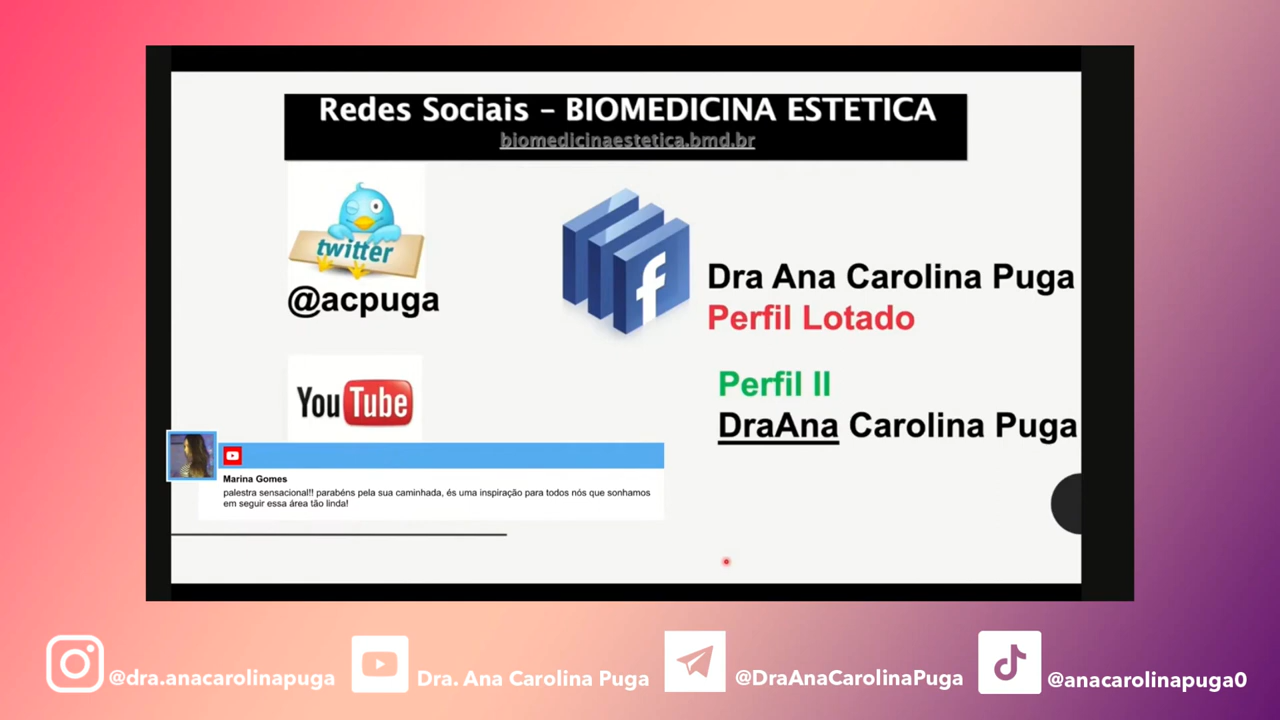 Redes Sociais – BIOMEDICINA ESTETICA
biomedicinaestetica.bmd.br
twitter
@acpuga
f
Dra Ana Carolina Puga
Perfil Lotado
Perfil II
DraAna Carolina Puga
YouTube
Marina Gomes
palestra sensacional!! parabéns pela sua caminhada, és uma inspiração para todos nós que sonhamos
em seguir essa área tão linda!
@dra.anacarolinapuga
Dra. Ana Carolina Puga
@DraAnaCarolinaPuga
@anacarolinapuga0